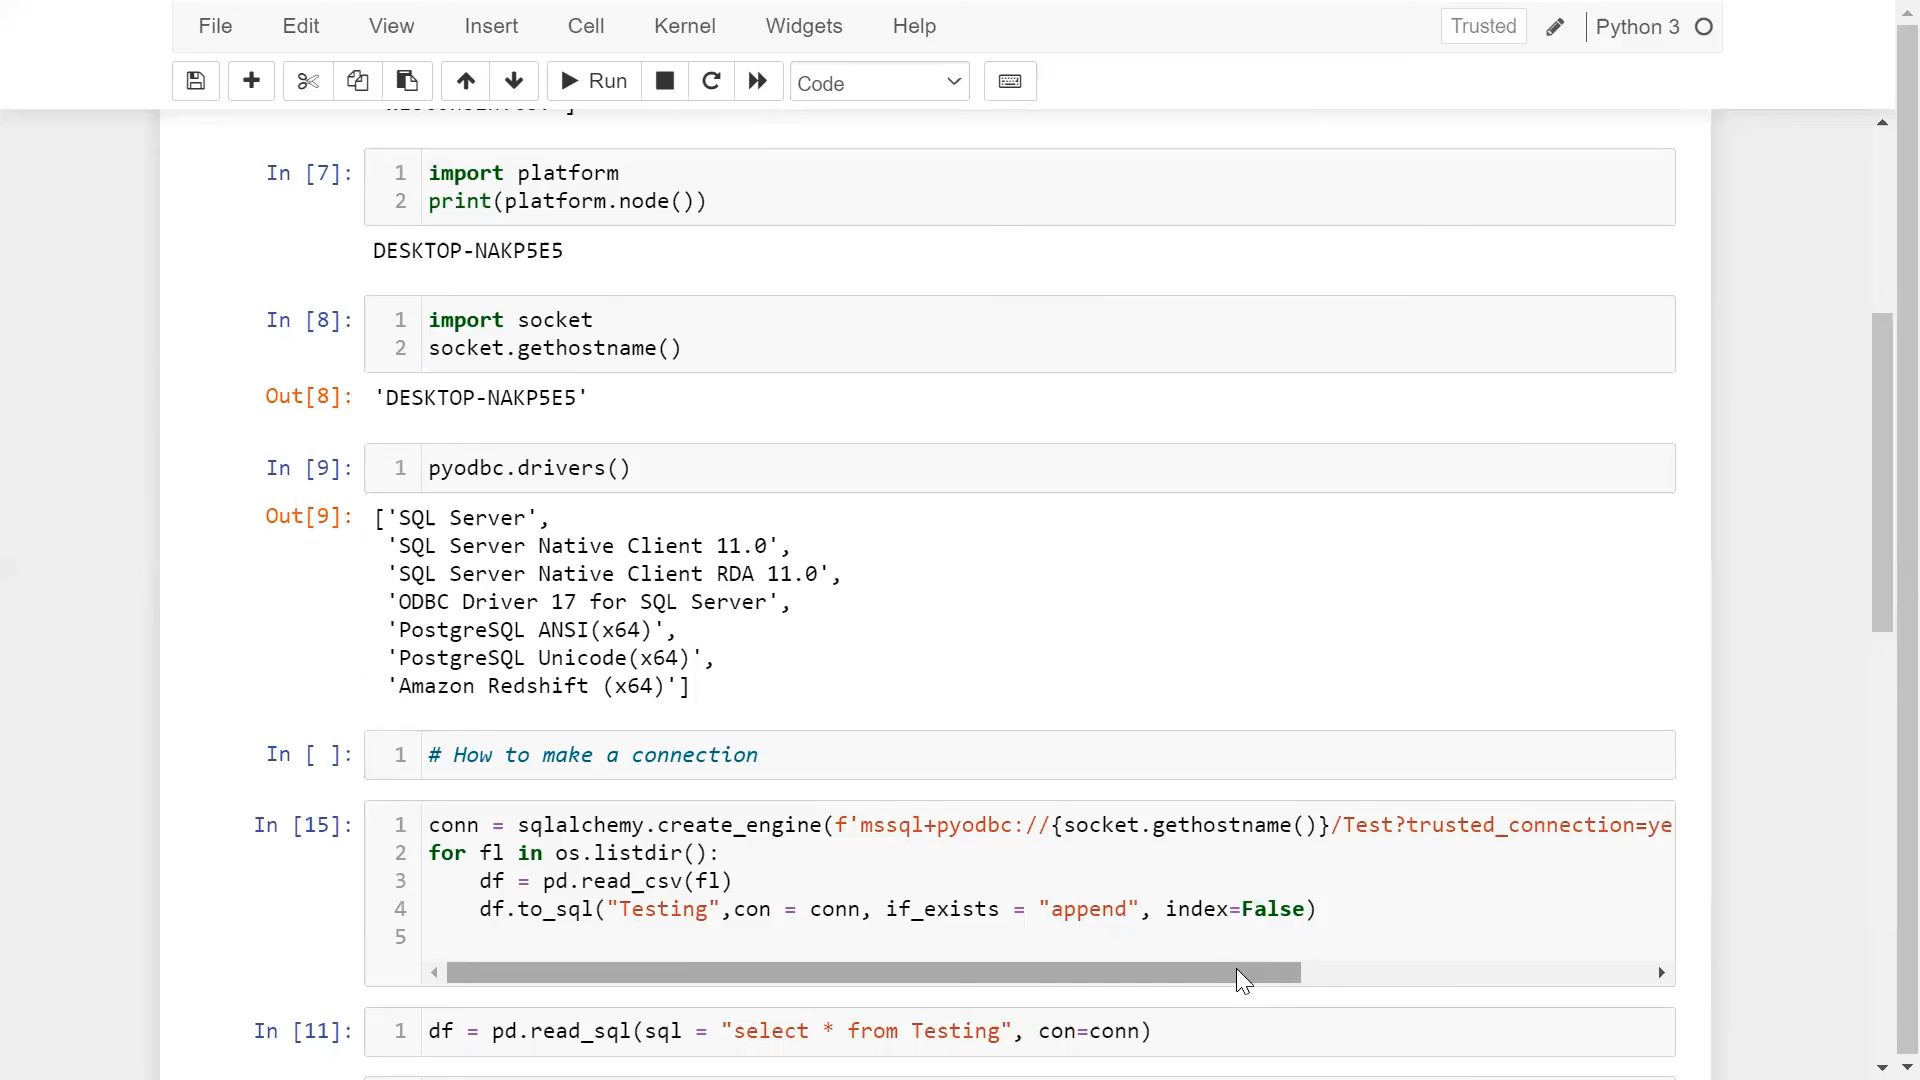 File Edit View Insert Cell Kernel Widgets Help Trusted Python 3
Run Code
In [7]: 1 import platform
2 print(platform.node())
DESKTOP-NAKP5E5
In [8]: 1 import socket
2 socket.gethostname()
Out[8]: 'DESKTOP-NAKP5E5'
In [9]: 1 pyodbc.drivers()
Out[9]: ['SQL Server',
'SQL Server Native Client 11.0',
'SQL Server Native Client RDA 11.0',
'ODBC Driver 17 for SQL Server',
'PostgreSQL ANSI(x64)',
'PostgreSQL Unicode(x64)',
'Amazon Redshift (x64)']
In [ ]: 1 # How to make a connection
In [15]: 1 conn = sqlalchemy.create_engine(f'mssql+pyodbc://{socket.gethostname()}/Test?trusted_connection=ye
2 for fl in os.listdir():
3 df = pd.read_csv(fl)
4 df.to_sql("Testing",con = conn, if_exists = "append", index=False)
5
In [11]: 1 df = pd.read_sql(sql = "select * from Testing", con=conn)